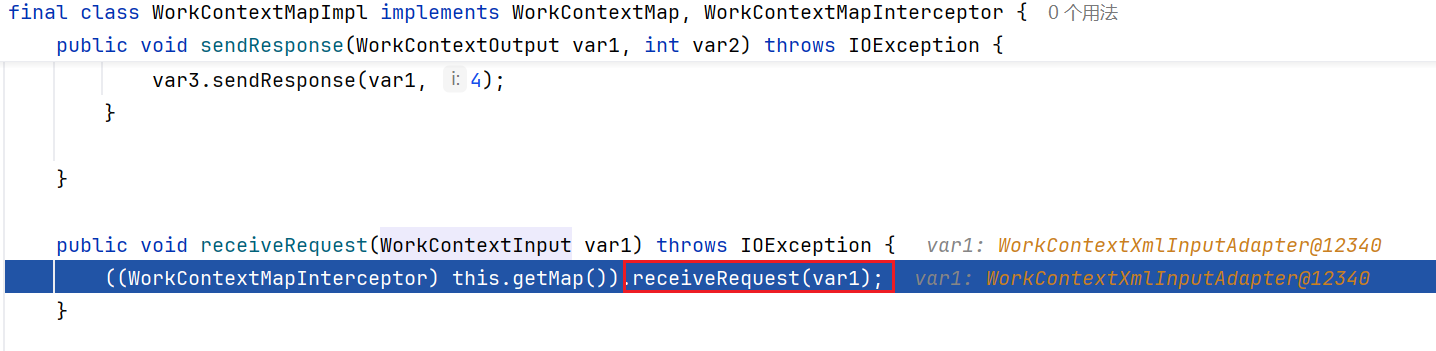 final class WorkContextMapImpl implements WorkContextMap, WorkContextMapInterceptor { 0 个用法
public void sendResponse(WorkContextOutput var1, int var2) throws IOException {
var3.sendResponse(var1, i: 4);
}
}
public void receiveRequest(WorkContextInput var1) throws IOException { var1: WorkContextXmlInputAdapter@12340
((WorkContextMapInterceptor) this.getMap()).receiveRequest(var1); var1: WorkContextXmlInputAdapter@12340
}